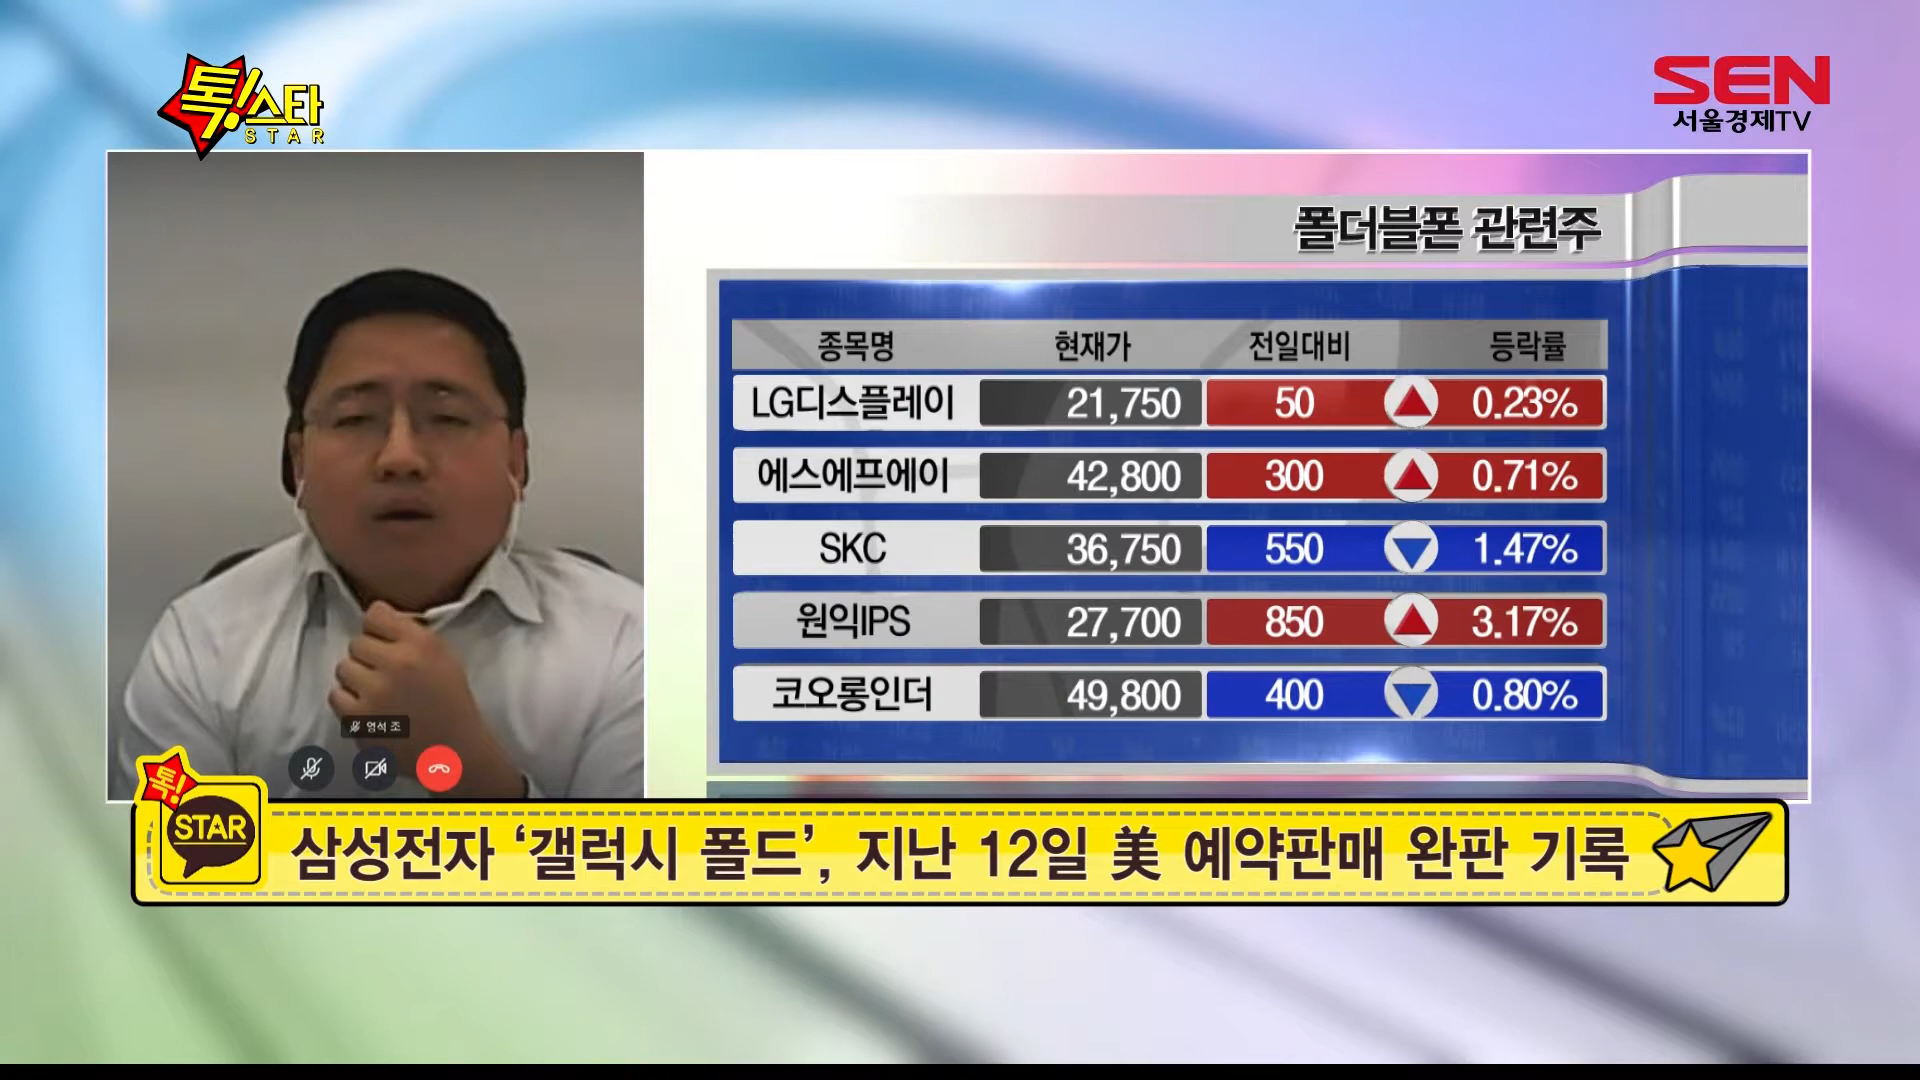 톡!스타
STAR
SEN
서울경제TV
폴더블폰 관련주
종목명 현재가 전일대비 등락률
LG디스플레이 21,750 50 0.23%
에스에프에이 42,800 300 0.71%
SKC 36,750 550 1.47%
원익IPS 27,700 850 3.17%
코오롱인더 49,800 400 0.80%
영석 조
톡!
STAR
삼성전자 ‘갤럭시 폴드’, 지난 12일 美 예약판매 완판 기록